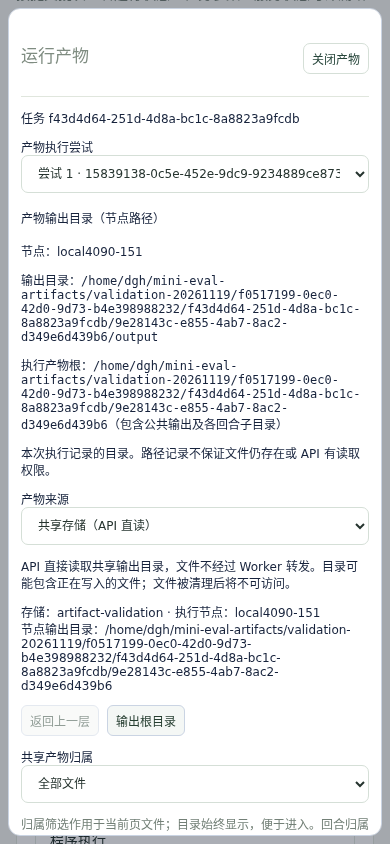 运行产物
关闭产物
任务 f43d4d64-251d-4d8a-bc1c-8a8823a9fcdb
产物执行尝试
尝试 1 · 15839138-0c5e-452e-9dc9-9234889ce873
产物输出目录（节点路径）
节点：local4090-151
输出目录：/home/dgh/mini-eval-
artifacts/validation-20261119/f0517199-0ec0-
42d0-9d73-b4e398988232/f43d4d64-251d-4d8a-bc1c-
8a8823a9fcdb/9e28143c-e855-4ab7-8ac2-
d349e6d439b6/output
执行产物根：/home/dgh/mini-eval-
artifacts/validation-20261119/f0517199-0ec0-
42d0-9d73-b4e398988232/f43d4d64-251d-4d8a-bc1c-
8a8823a9fcdb/9e28143c-e855-4ab7-8ac2-
d349e6d439b6（包含公共输出及各回合子目录）
本次执行记录的目录。路径记录不保证文件仍存在或 API 有读取
权限。
产物来源
共享存储（API 直读）
API 直接读取共享输出目录，文件不经过 Worker 转发。目录可
能包含正在写入的文件；文件被清理后将不可访问。
存储：artifact-validation · 执行节点：local4090-151
节点输出目录：/home/dgh/mini-eval-artifacts/validation-
20261119/f0517199-0ec0-42d0-9d73-
b4e398988232/f43d4d64-251d-4d8a-bc1c-
8a8823a9fcdb/9e28143c-e855-4ab7-8ac2-
d349e6d439b6
返回上一层
输出根目录
共享产物归属
全部文件
归属筛选作用于当前页文件；目录始终显示，便于进入。回合归属
程序执行